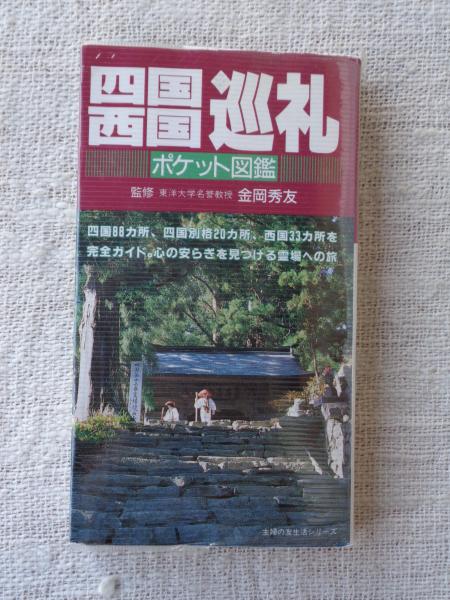 四国
西国
巡礼
ポケット図鑑
監修 東洋大学名誉教授 金岡秀友
四国88カ所、四国別格20カ所、西国33カ所を
完全ガイド。心の安らぎを見つける霊場への旅
主婦の友生活シリーズ